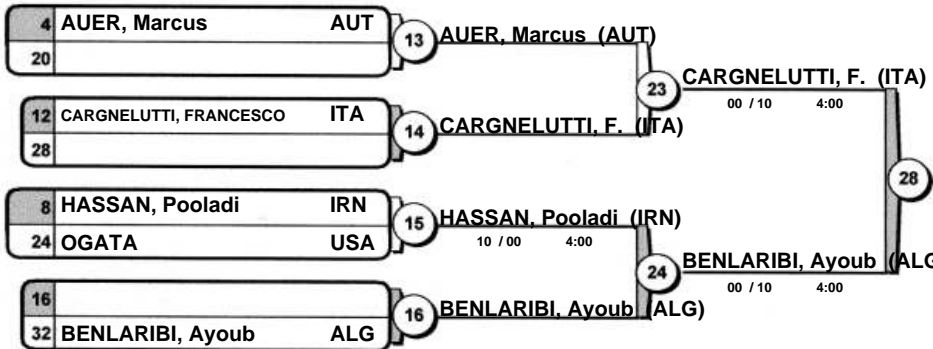 4 AUER, Marcus AUT
20
13 AUER, Marcus (AUT)
12 CARGNELUTTI, FRANCESCO ITA
28
14 CARGNELUTTI, F. (ITA)
23 CARGNELUTTI, F. (ITA)
00 / 10 4:00
8 HASSAN, Pooladi IRN
24 OGATA USA
15 HASSAN, Pooladi (IRN)
10 / 00 4:00
16
32 BENLARIBI, Ayoub ALG
16 BENLARIBI, Ayoub (ALG)
24 BENLARIBI, Ayoub (ALG
00 / 10 4:00
28